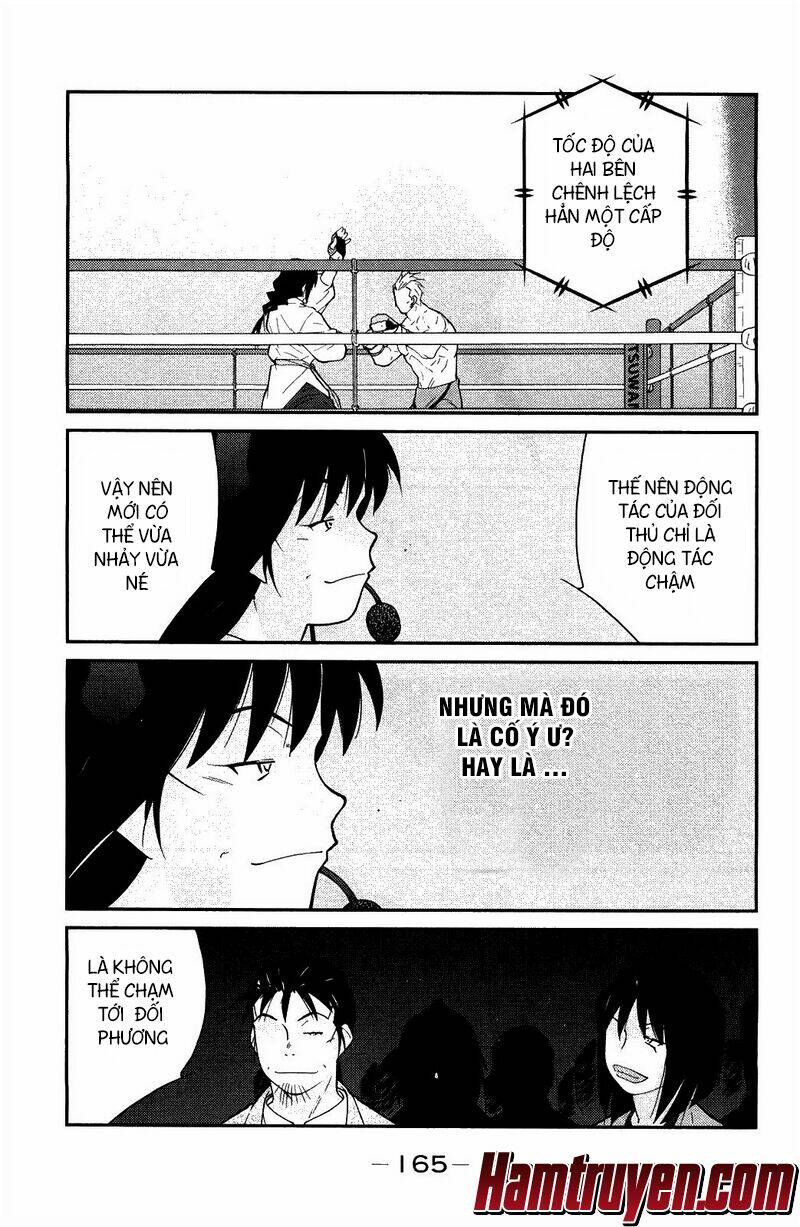 TỐC ĐỘ CỦA
HAI BÊN
CHÊNH LỆCH
HẲN MỘT CẤP
ĐỘ
TSUWA
THẾ NÊN ĐỘNG
TÁC CỦA ĐỐI
THỦ CHỈ LÀ
ĐỘNG TÁC
CHẬM
VẬY NÊN
MỚI CÓ
THỂ VỪA
NHẢY VỪA
NÉ
NHƯNG MÀ ĐÓ
LÀ CỐ Ý Ư?
HAY LÀ ...
LÀ KHÔNG
THỂ CHẠM
TỚI ĐỐI
PHƯƠNG
-165-
Hamtruyen.com